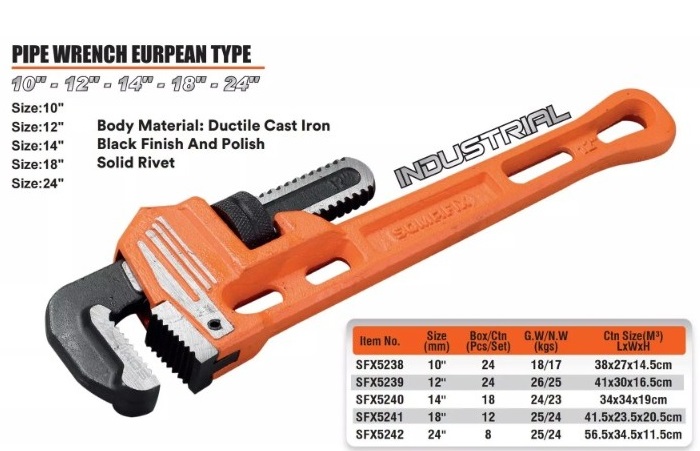 PIPE WRENCH EURPEAN TYPE
10" - 12" - 14" - 18" - 24"
Size:10"
Size:12"
Size:14"
Size:18"
Size:24"
Body Material: Ductile Cast Iron
Black Finish And Polish
Solid Rivet
INDUSTRIAL
SOMAFIX
Item No. Size (mm) Box/Ctn (Pcs/Set) G.W/N.W (kgs) Ctn Size(M³) LxWxH
SFX5238 10" 24 18/17 38x27x14.5cm
SFX5239 12" 24 26/25 41x30x16.5cm
SFX5240 14" 18 24/23 34x34x19cm
SFX5241 18" 12 25/24 41.5x23.5x20.5cm
SFX5242 24" 8 25/24 56.5x34.5x11.5cm